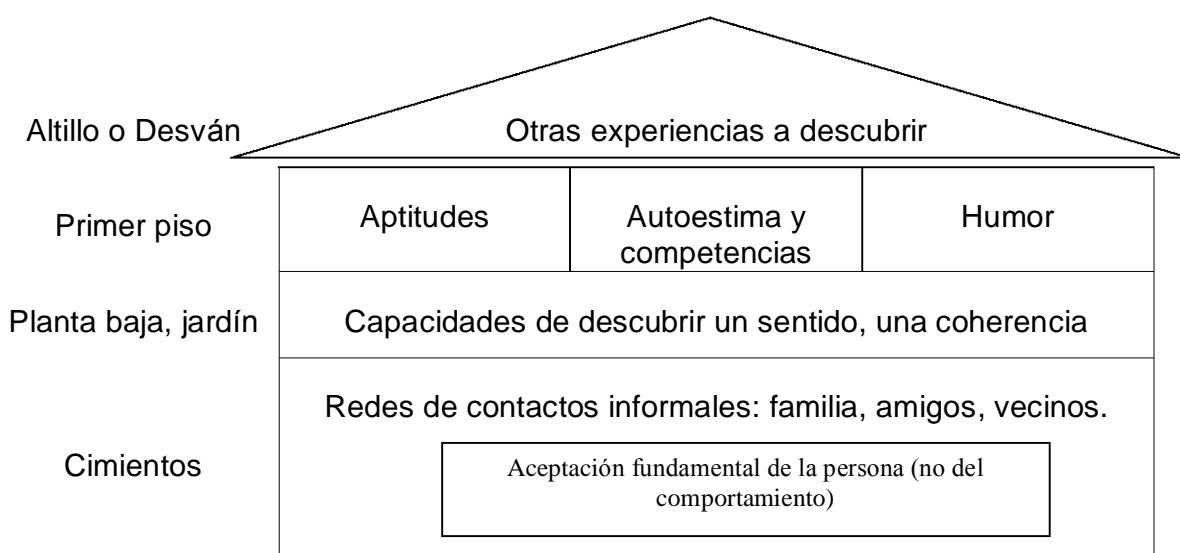 Altillo o Desván
Otras experiencias a descubrir
Primer piso
Aptitudes
Autoestima y
competencias
Humor
Planta baja, jardín
Capacidades de descubrir un sentido, una coherencia
Cimientos
Redes de contactos informales: familia, amigos, vecinos.
Aceptación fundamental de la persona (no del
comportamiento)